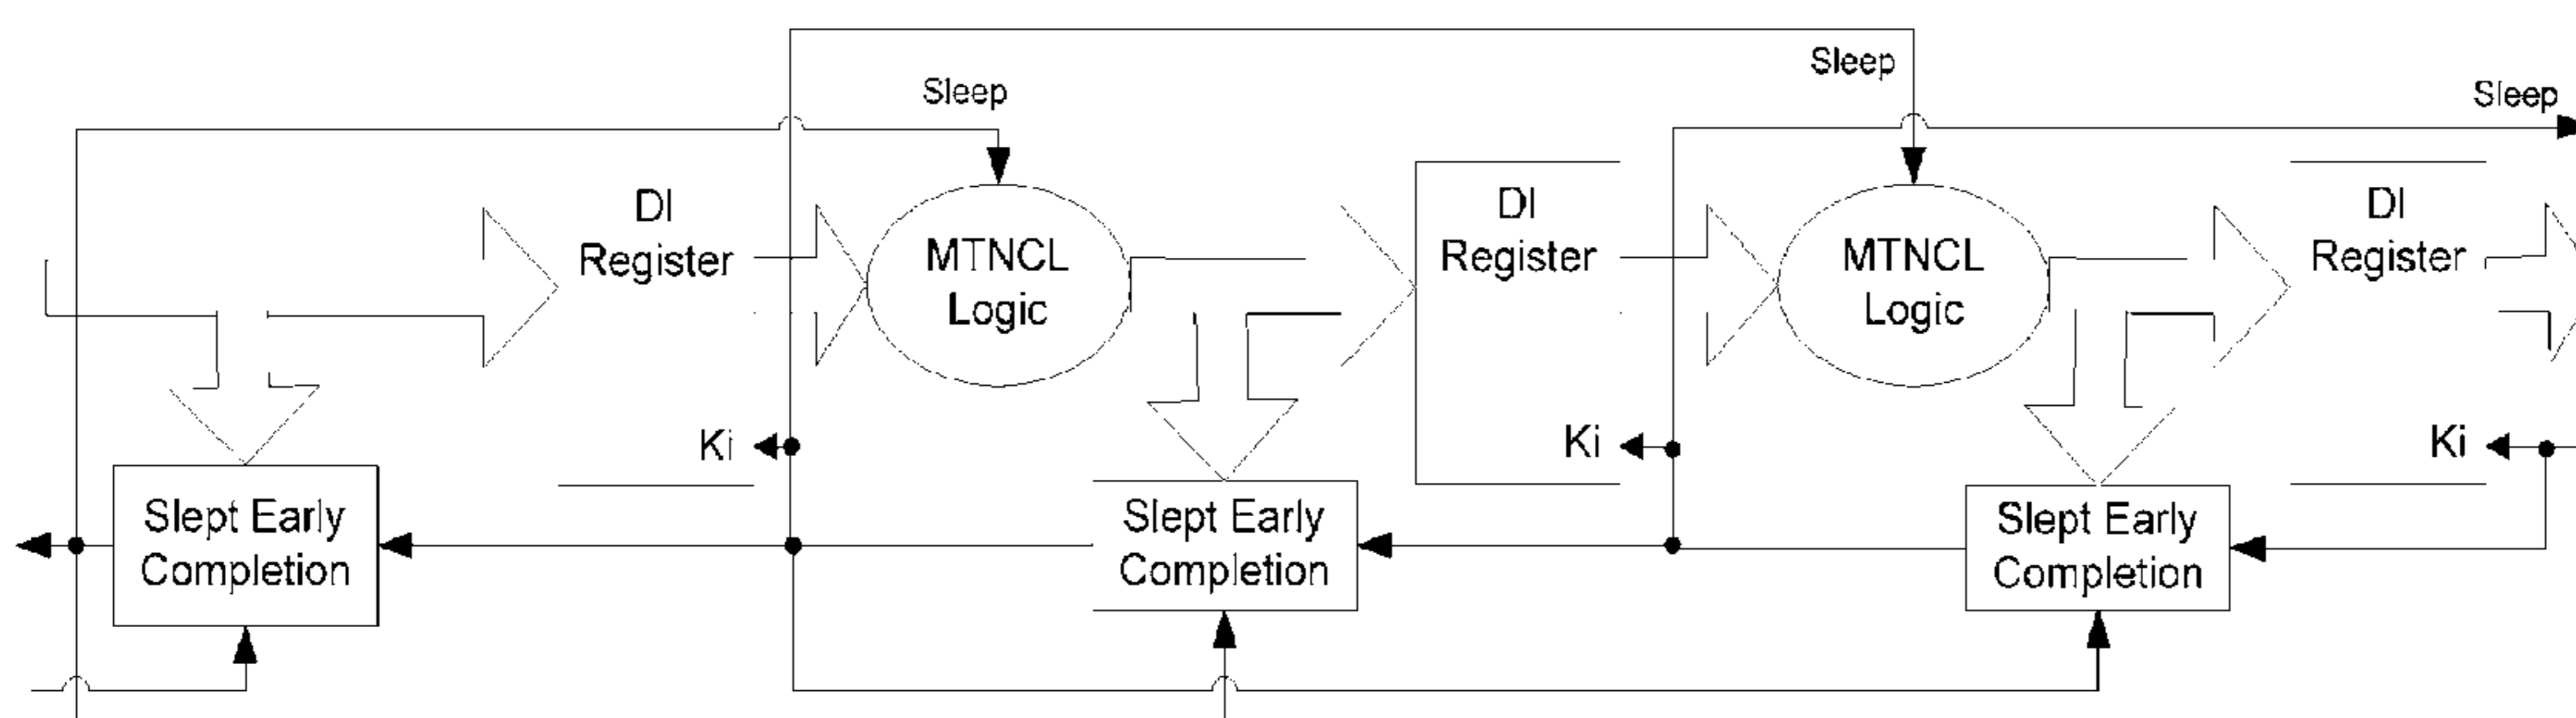 Sleep
Sleep
Sleep
DI
Register
MTNCL
Logic
DI
Register
MTNCL
Logic
DI
Register
Ki
Ki
Ki
Slept Early
Completion
Slept Early
Completion
Slept Early
Completion